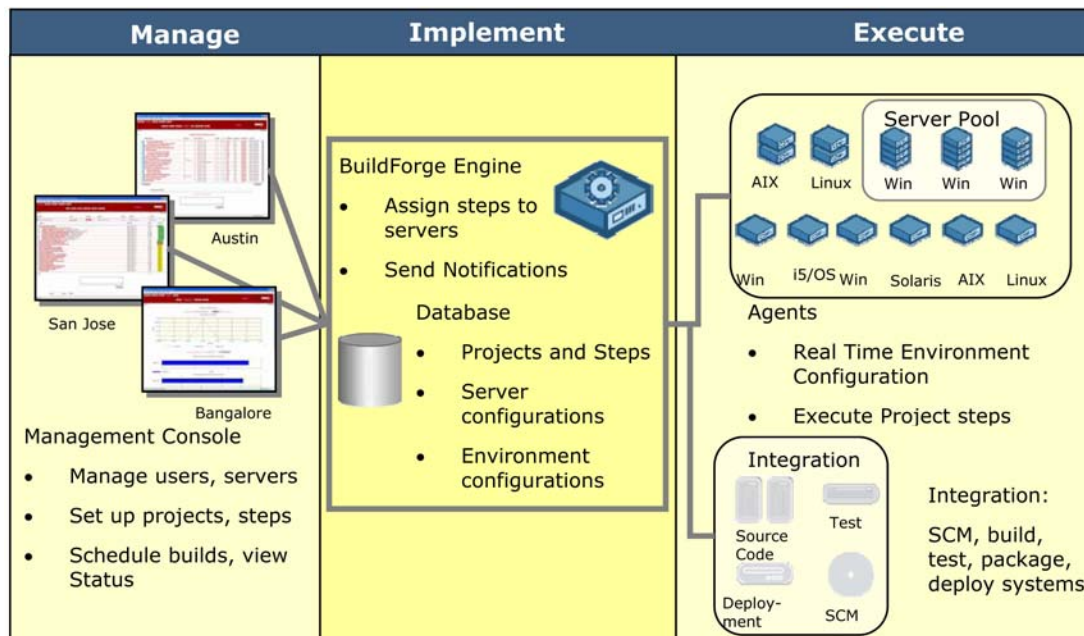 Manage
Implement
Execute
Austin
San Jose
Bangalore
Management Console
• Manage users, servers
• Set up projects, steps
• Schedule builds, view
Status
BuildForge Engine
• Assign steps to
servers
• Send Notifications
Database
• Projects and Steps
• Server
configurations
• Environment
configurations
Server Pool
AIX
Linux
Win
Win
Win
Win
i5/OS
Win
Solaris
AIX
Linux
Agents
• Real Time Environment
Configuration
• Execute Project steps
Integration
Source
Code
Test
Deploy-
ment
SCM
Integration:
SCM, build,
test, package,
deploy systems